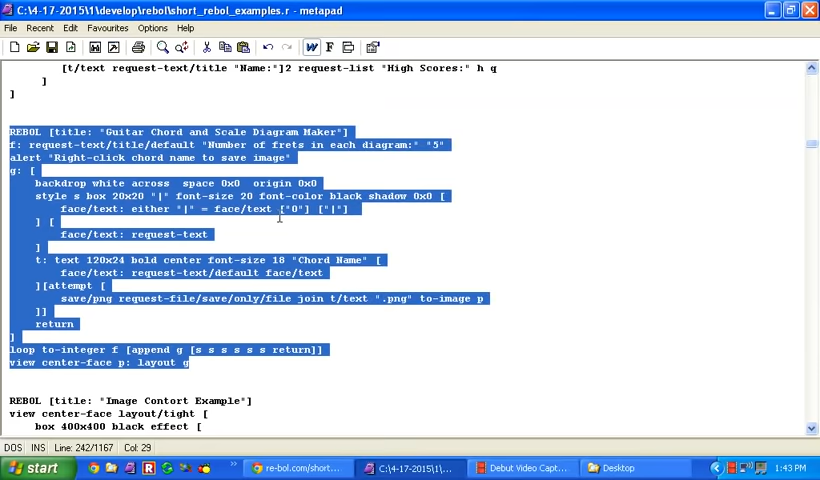 C:\4-17-2015\1\develop\rebol\short_rebol_examples.r - metapad
File Recent Edit Favourites Options Help
[t/text request-text/title "Name:"]2 request-list "High Scores:" h q
]
]
REBOL [title: "Guitar Chord and Scale Diagram Maker"]
f: request-text/title/default "Number of frets in each diagram:" "5"
alert "Right-click chord name to save image"
g: [
backdrop white across  space 0x0  origin 0x0
style s box 20x20 "|" font-size 20 font-color black shadow 0x0 [
face/text: either "|" = face/text ["O"] ["|"]
] [
face/text: request-text
]
t: text 120x24 bold center font-size 18 "Chord Name" [
face/text: request-text/default face/text
][attempt [
save/png request-file/save/only/file join t/text ".png" to-image p
]]
return
]
loop to-integer f [append g [s s s s s s return]]
view center-face p: layout g
REBOL [title: "Image Contort Example"]
view center-face layout/tight [
box 400x400 black effect [
DOS INS Line: 242/1167 Col: 29
start re-bol.com/short... C:\4-17-2015\1\... Debut Video Capt... Desktop 1:43 PM